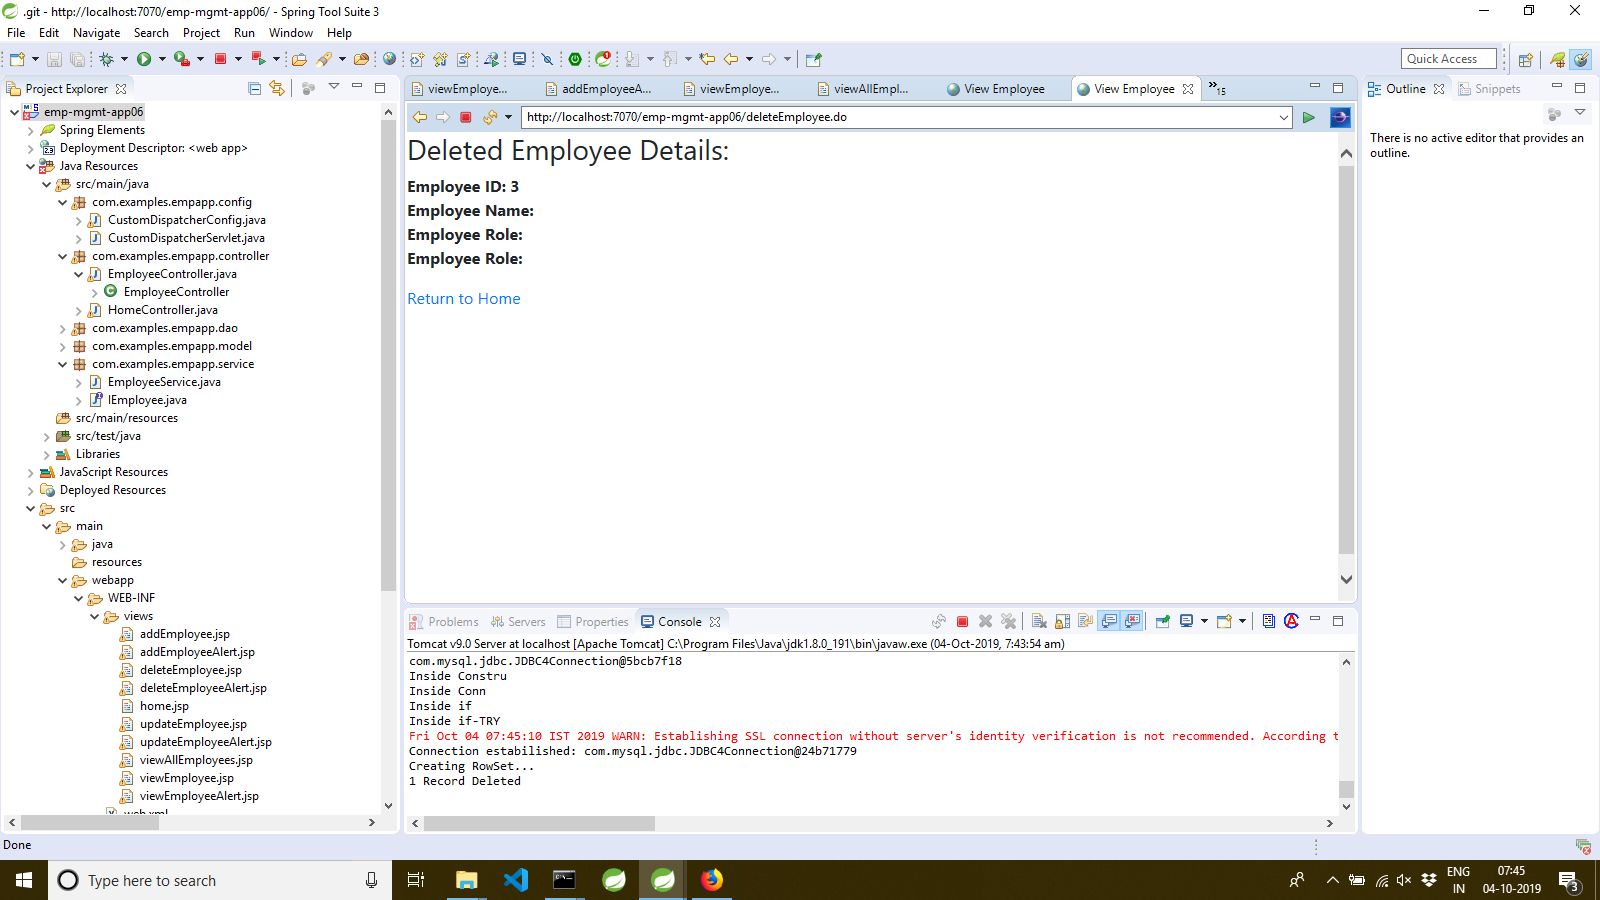 .git - http://localhost:7070/emp-mgmt-app06/ - Spring Tool Suite 3
File Edit Navigate Search Project Run Window Help
Quick Access
Project Explorer
emp-mgmt-app06
Spring Elements
Deployment Descriptor: <web app>
Java Resources
src/main/java
com.examples.empapp.config
CustomDispatcherConfig.java
CustomDispatcherServlet.java
com.examples.empapp.controller
EmployeeController.java
EmployeeController
HomeController.java
com.examples.empapp.dao
com.examples.empapp.model
com.examples.empapp.service
EmployeeService.java
IEmployee.java
src/main/resources
src/test/java
Libraries
JavaScript Resources
Deployed Resources
src
main
java
resources
webapp
WEB-INF
views
addEmployee.jsp
addEmployeeAlert.jsp
deleteEmployee.jsp
deleteEmployeeAlert.jsp
home.jsp
updateEmployee.jsp
updateEmployeeAlert.jsp
viewAllEmployees.jsp
viewEmployee.jsp
viewEmployeeAlert.jsp
web.xml
viewEmploye... addEmployeeA... viewEmploye... viewAllEmpl... View Employee View Employee »15
http://localhost:7070/emp-mgmt-app06/deleteEmployee.do
Deleted Employee Details:
Employee ID: 3
Employee Name:
Employee Role:
Employee Role:
Return to Home
Outline Snippets
There is no active editor that provides an
outline.
Problems Servers Properties Console
Tomcat v9.0 Server at localhost [Apache Tomcat] C:\Program Files\Java\jdk1.8.0_191\bin\javaw.exe (04-Oct-2019, 7:43:54 am)
com.mysql.jdbc.JDBC4Connection@5bcb7f18
Inside Constru
Inside Conn
Inside if
Inside if-TRY
Fri Oct 04 07:45:10 IST 2019 WARN: Establishing SSL connection without server's identity verification is not recommended. According t
Connection estabilished: com.mysql.jdbc.JDBC4Connection@24b71779
Creating RowSet...
1 Record Deleted
Done
Type here to search
ENG
IN
07:45
04-10-2019
3